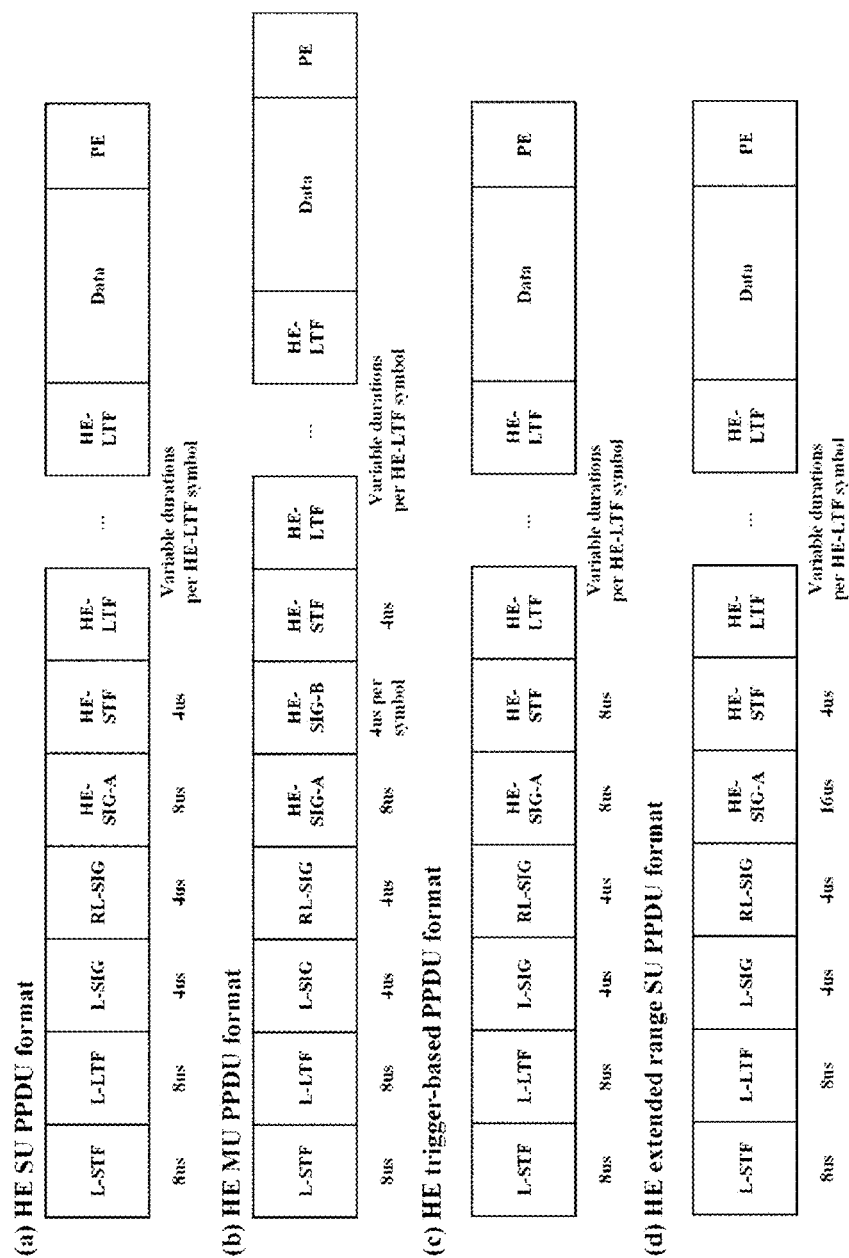 (a) HE SU PPDU format
L-STF L-LTF L-SIG RL-SIG HE-SIG-A HE-STF HE-LTF ... HE-LTF Data PE
8us 8us 4us 4us 8us 4us Variable durations per HE-LTF symbol
(b) HE MU PPDU format
L-STF L-LTF L-SIG RL-SIG HE-SIG-A HE-SIG-B HE-STF HE-LTF ... HE-LTF Data PE
8us 8us 4us 4us 8us 4us per symbol 4us Variable durations per HE-LTF symbol
(c) HE trigger-based PPDU format
L-STF L-LTF L-SIG RL-SIG HE-SIG-A HE-STF HE-LTF ... HE-LTF Data PE
8us 8us 4us 4us 8us 8us Variable durations per HE-LTF symbol
(d) HE extended range SU PPDU format
L-STF L-LTF L-SIG RL-SIG HE-SIG-A HE-STF HE-LTF ... HE-LTF Data PE
8us 8us 4us 4us 16us 4us Variable durations per HE-LTF symbol